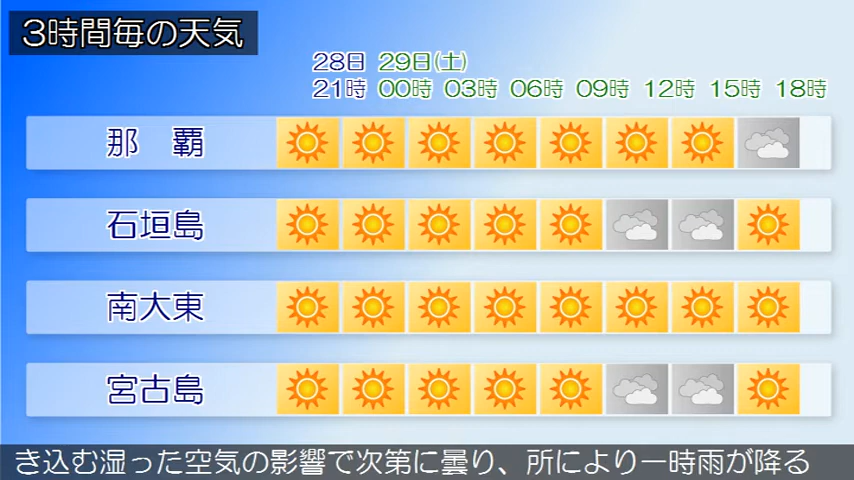 3時間毎の天気
28日 29日(土)
21時 00時 03時 06時 09時 12時 15時 18時
那　覇
石垣島
南大東
宮古島
き込む湿った空気の影響で次第に曇り、所により一時雨が降る